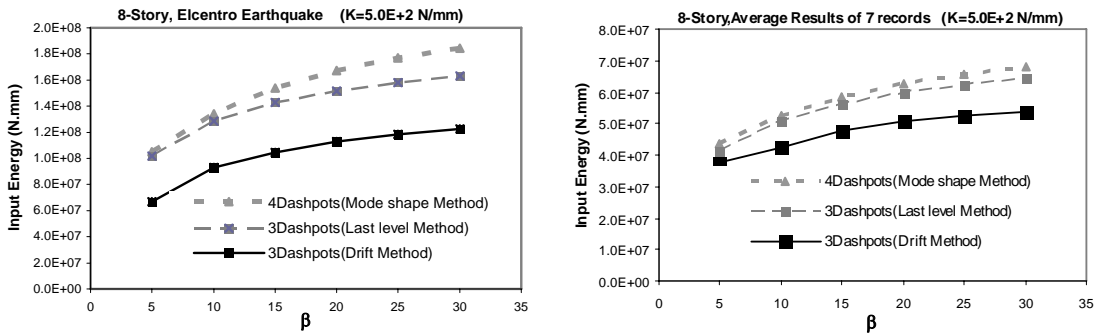 8-Story, Elcentro Earthquake (K=5.0E+2 N/mm)
Input Energy (N.mm)
2.0E+08
1.8E+08
1.6E+08
1.4E+08
1.2E+08
1.0E+08
8.0E+07
6.0E+07
4.0E+07
2.0E+07
0.0E+00
4Dashpots(Mode shape Method)
3Dashpots(Last level Method)
3Dashpots(Drift Method)
0 5 10 15 20 25 30 35
β
8-Story,Average Results of 7 records (K=5.0E+2 N/mm)
Input Energy (N.mm)
8.0E+07
7.0E+07
6.0E+07
5.0E+07
4.0E+07
3.0E+07
2.0E+07
1.0E+07
0.0E+00
4Dashpots(Mode shape Method)
3Dashpots(Last level Method)
3Dashpots(Drift Method)
0 5 10 15 20 25 30 35
β